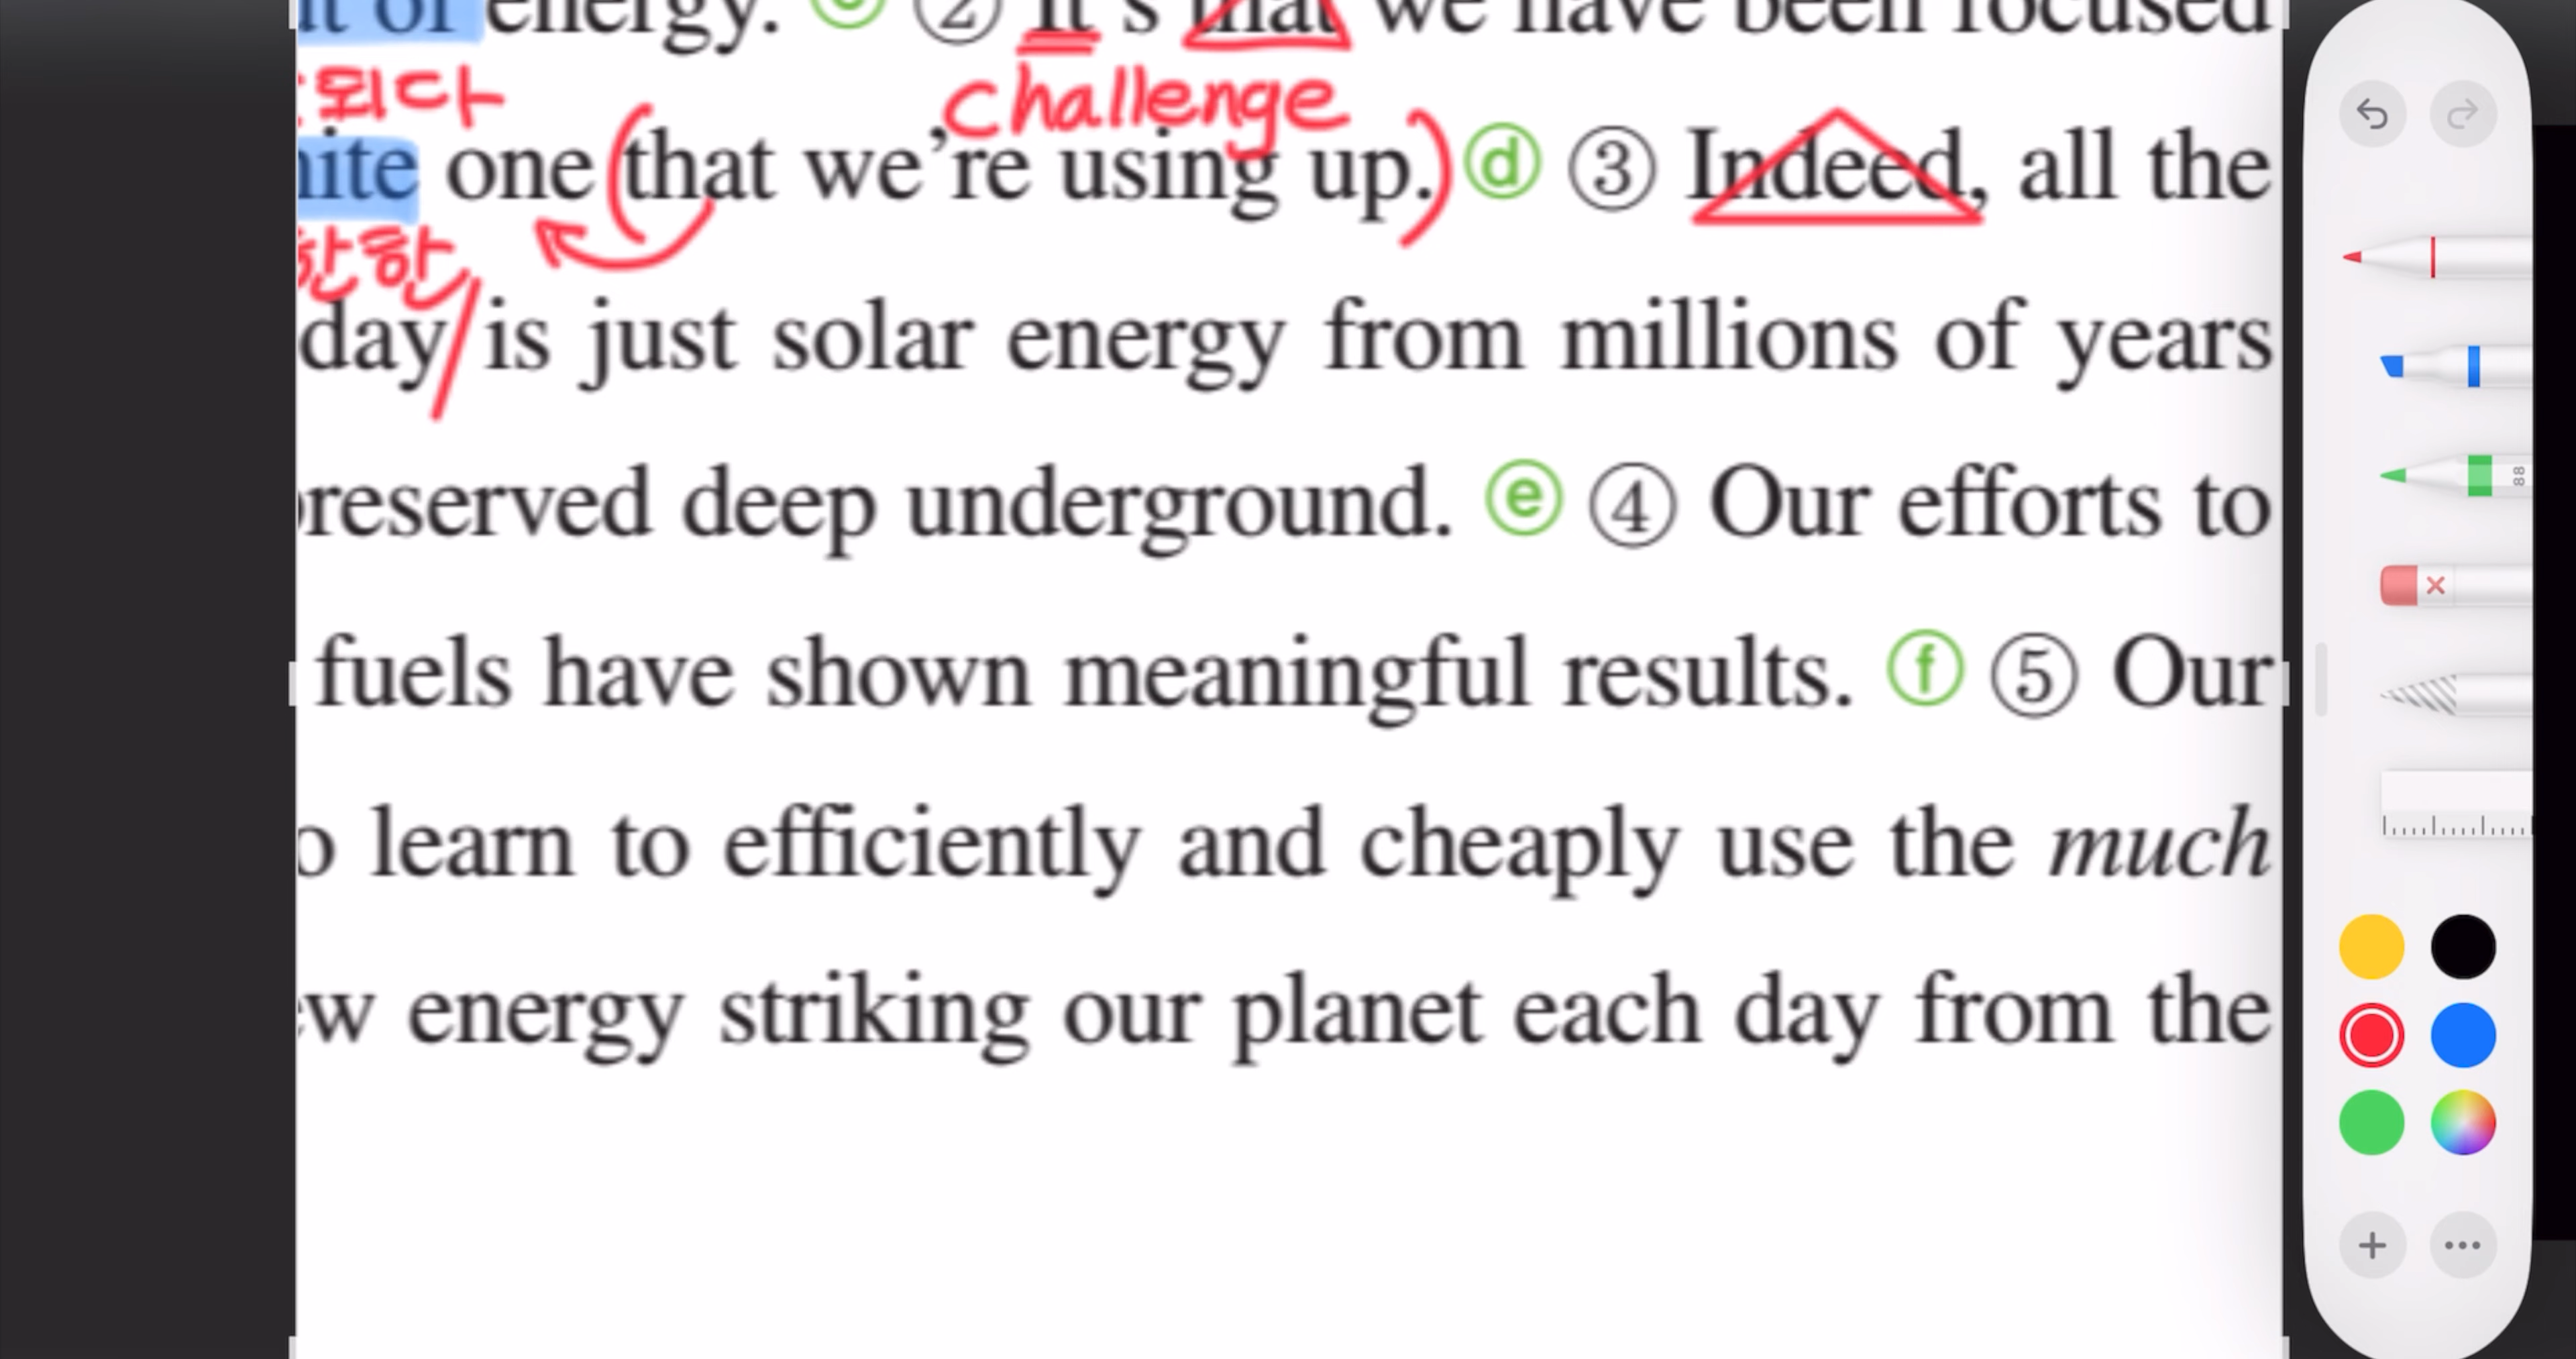 energy. ② It's that we have been focused
되다
challenge
one (that we're using up.) ⓓ ③ Indeed, all the
한한
day / is just solar energy from millions of years
deep underground. ⓔ ④ Our efforts to
fuels have shown meaningful results. ⓕ ⑤ Our
learn to efficiently and cheaply use the much
energy striking our planet each day from the
88